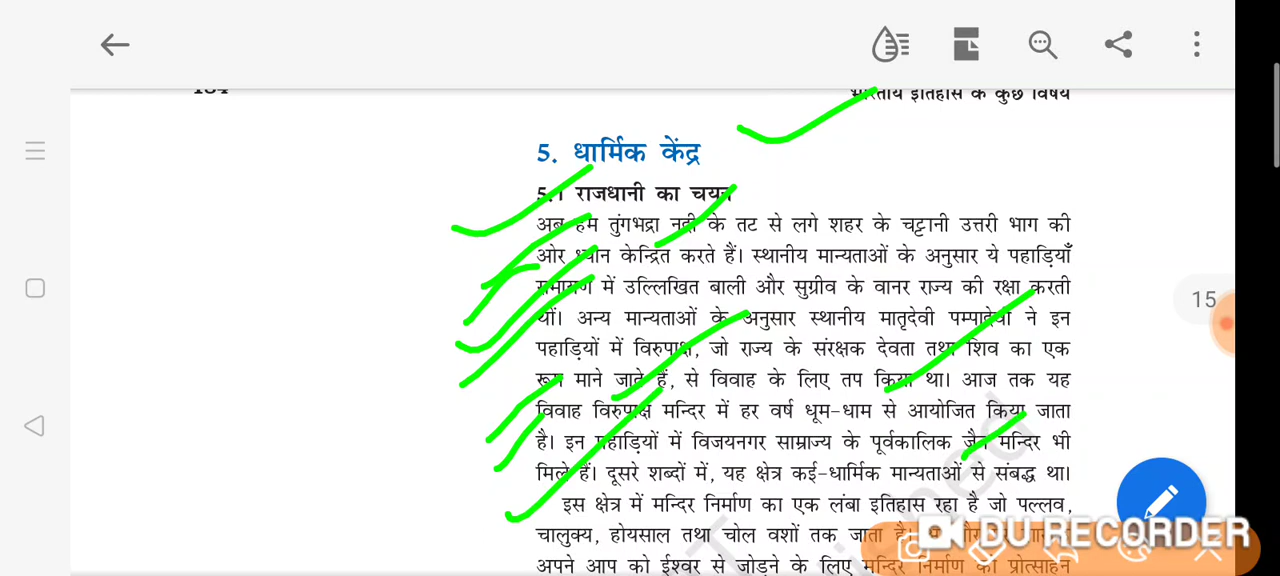 134
भारतीय इतिहास के कुछ विषय
5. धार्मिक केंद्र
5.1 राजधानी का चयन
अब हम तुंगभद्रा नदी के तट से लगे शहर के चट्टानी उत्तरी भाग की
ओर ध्यान केन्द्रित करते हैं। स्थानीय मान्यताओं के अनुसार ये पहाड़ियाँ
रामायण में उल्लिखित बाली और सुग्रीव के वानर राज्य की रक्षा करती
थीं। अन्य मान्यताओं के अनुसार स्थानीय मातृदेवी पम्पादेवी ने इन
पहाड़ियों में विरुपाक्ष, जो राज्य के संरक्षक देवता तथा शिव का एक
रूप माने जाते हैं, से विवाह के लिए तप किया था। आज तक यह
विवाह विरुपाक्ष मन्दिर में हर वर्ष धूम-धाम से आयोजित किया जाता
है। इन पहाड़ियों में विजयनगर साम्राज्य के पूर्वकालिक जैन मन्दिर भी
मिले हैं। दूसरे शब्दों में, यह क्षेत्र कई-धार्मिक मान्यताओं से संबद्ध था।
इस क्षेत्र में मन्दिर निर्माण का एक लंबा इतिहास रहा है जो पल्लव,
चालुक्य, होयसाल तथा चोल वशों तक जाता है।
अपने आप को ईश्वर से जोड़ने के लिए मन्दिर निर्माण को प्रोत्साहन
15
DU RECORDER